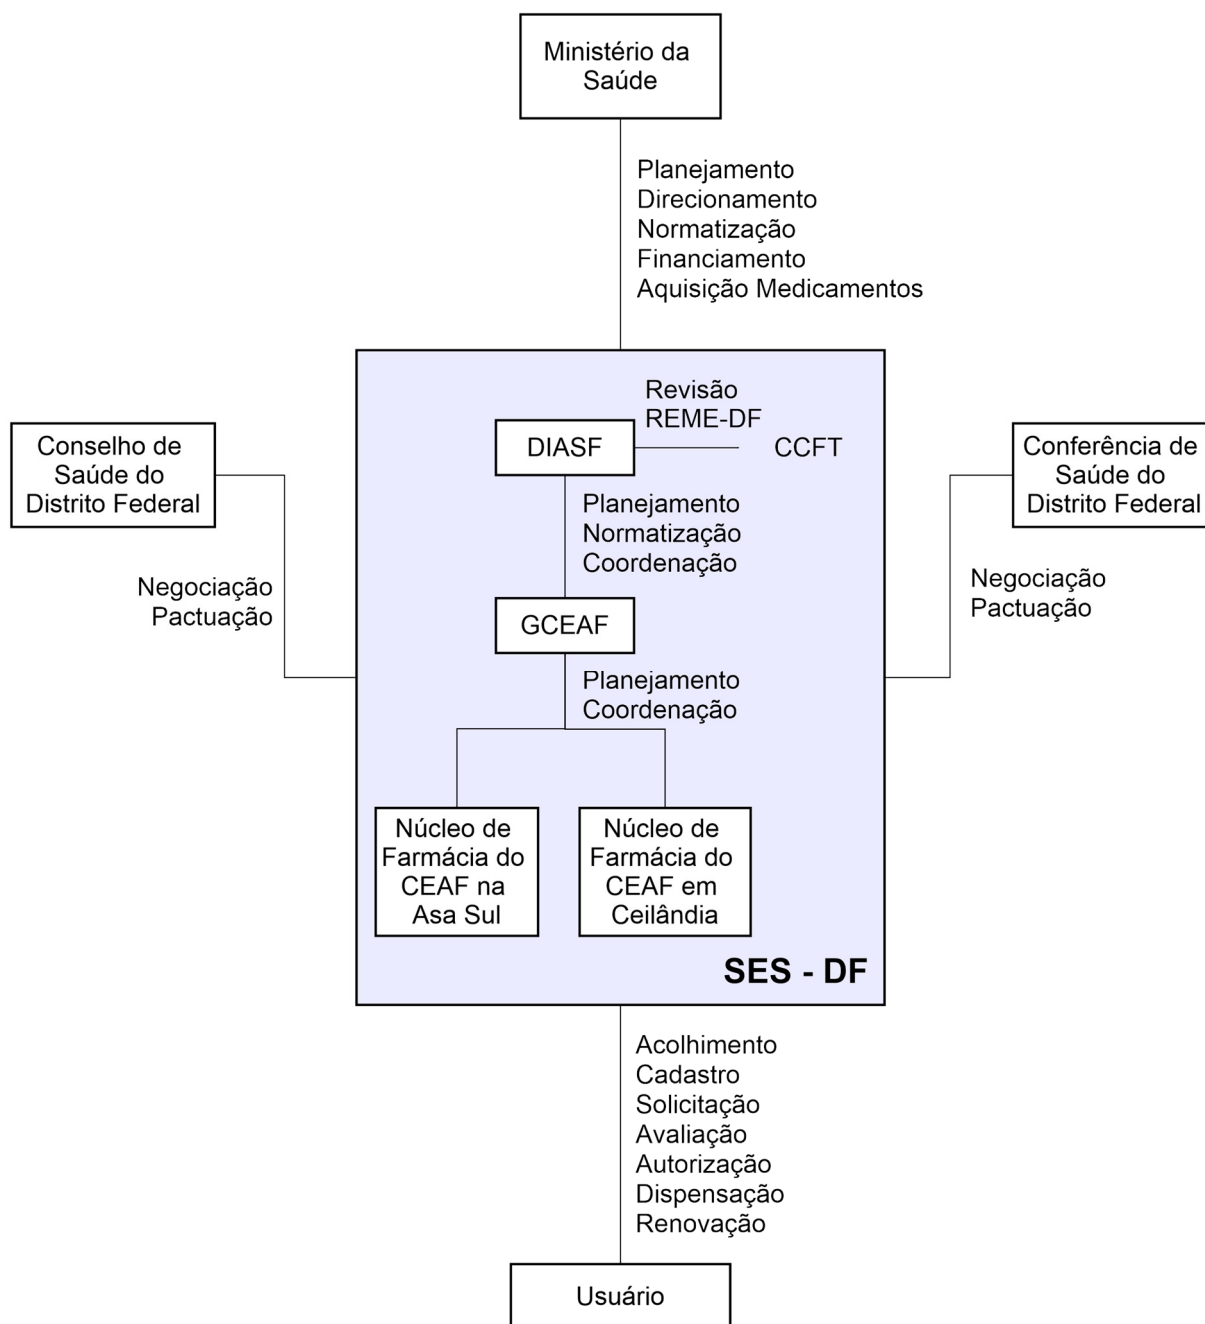 Ministério da
Saúde
Planejamento
Direcionamento
Normatização
Financiamento
Aquisição Medicamentos
Conselho de
Saúde do
Distrito Federal
Negociação
Pactuação
Revisão
REME-DF
DIASF
CCFT
Planejamento
Normatização
Coordenação
GCEAF
Planejamento
Coordenação
Núcleo de
Farmácia do
CEAF na
Asa Sul
Núcleo de
Farmácia do
CEAF em
Ceilândia
SES - DF
Conferência de
Saúde do
Distrito Federal
Negociação
Pactuação
Acolhimento
Cadastro
Solicitação
Avaliação
Autorização
Dispensação
Renovação
Usuário